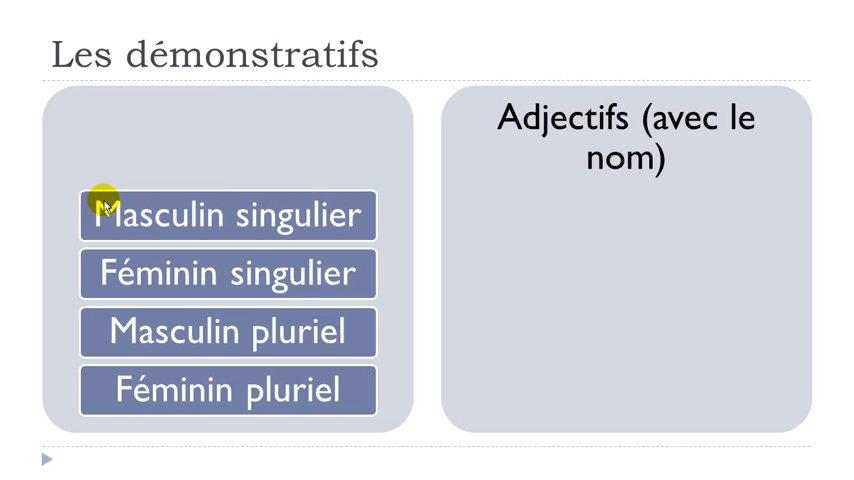 Les démonstratifs
Masculin singulier
Féminin singulier
Masculin pluriel
Féminin pluriel
Adjectifs (avec le
nom)